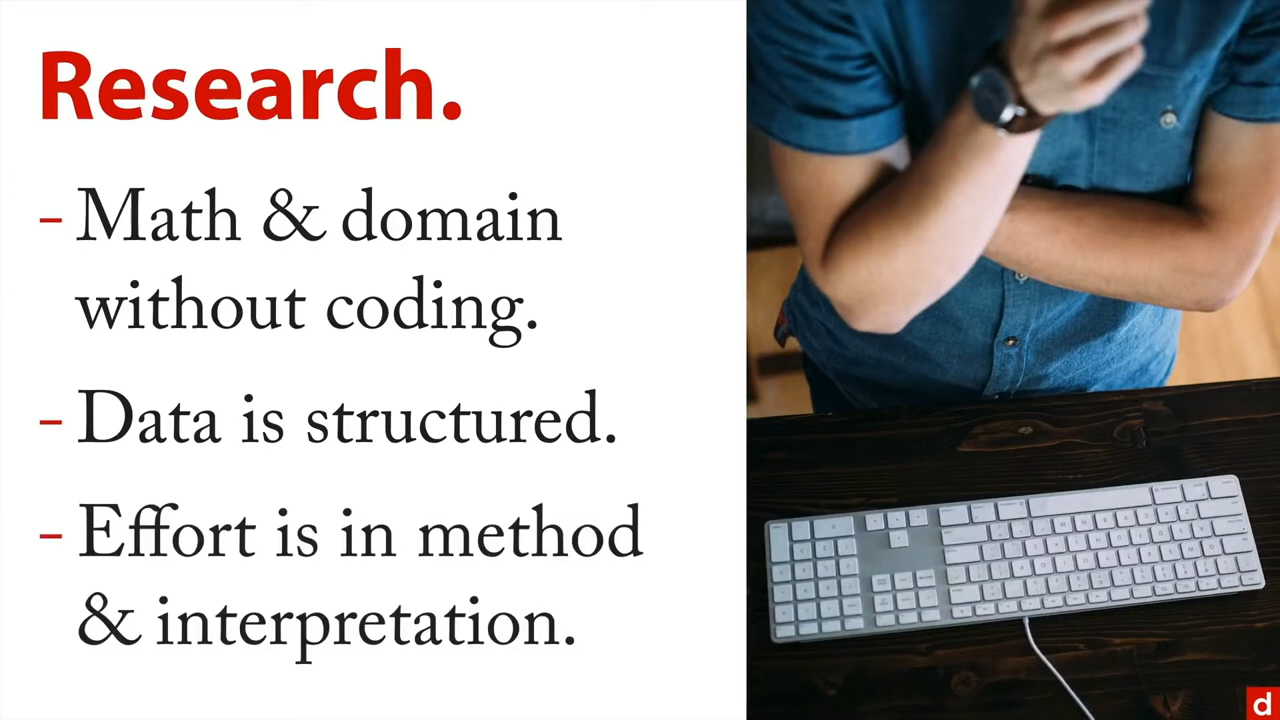 Research.
- Math & domain
without coding.
- Data is structured.
- Effort is in method
& interpretation.
d